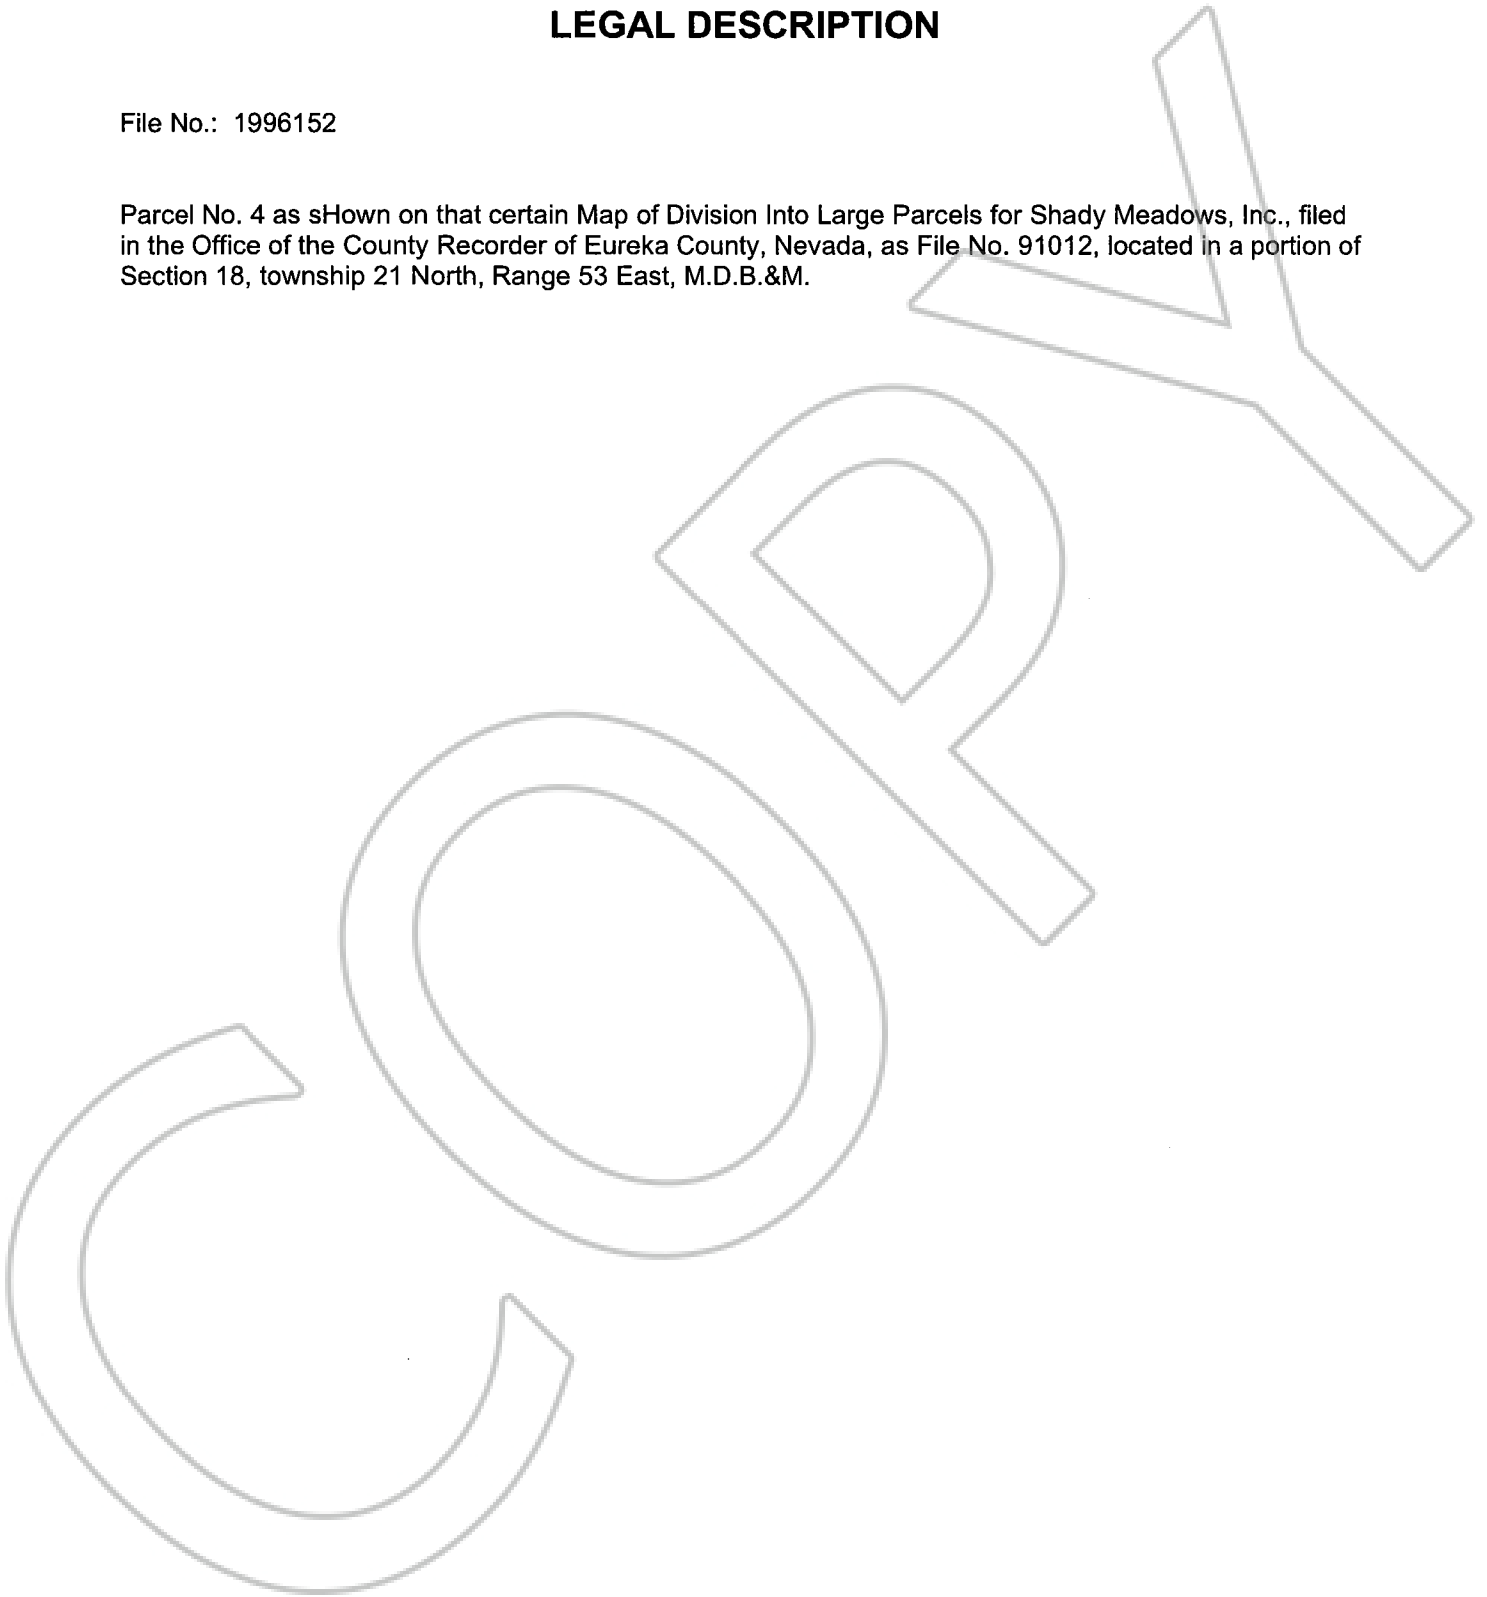 LEGAL DESCRIPTION
File No.: 1996152
Parcel No. 4 as sHown on that certain Map of Division Into Large Parcels for Shady Meadows, Inc., filed
in the Office of the County Recorder of Eureka County, Nevada, as File No. 91012, located in a portion of
Section 18, township 21 North, Range 53 East, M.D.B.&M.
COPY